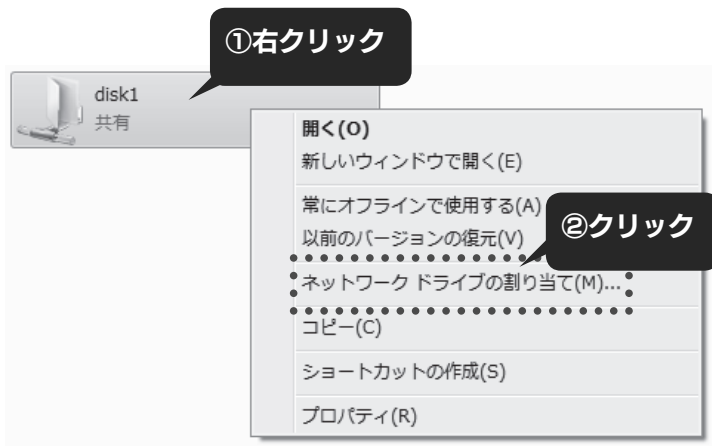 ①右クリック
disk1
共有
開く(O)
新しいウィンドウで開く(E)
常にオフラインで使用する(A)
以前のバージョンの復元(V)
②クリック
ネットワーク ドライブの割り当て(M)...
コピー(C)
ショートカットの作成(S)
プロパティ(R)